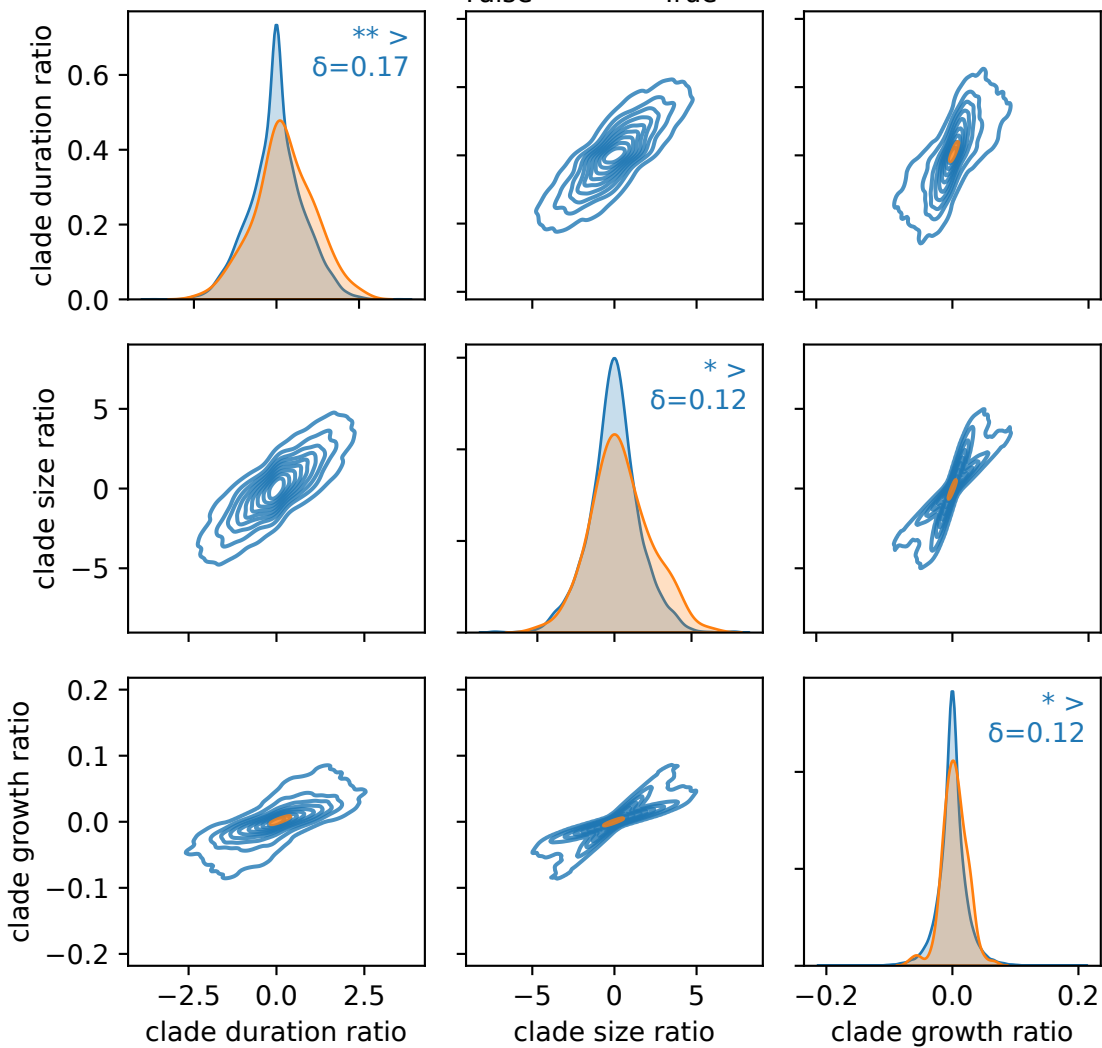 False True
clade duration ratio
0.6
0.4
0.2
0.0
** >
δ=0.17
clade size ratio
5
0
−5
* >
δ=0.12
clade growth ratio
0.2
0.1
0.0
−0.1
−0.2
* >
δ=0.12
−2.5 0.0 2.5
−5 0 5
−0.2 0.0 0.2
clade duration ratio
clade size ratio
clade growth ratio